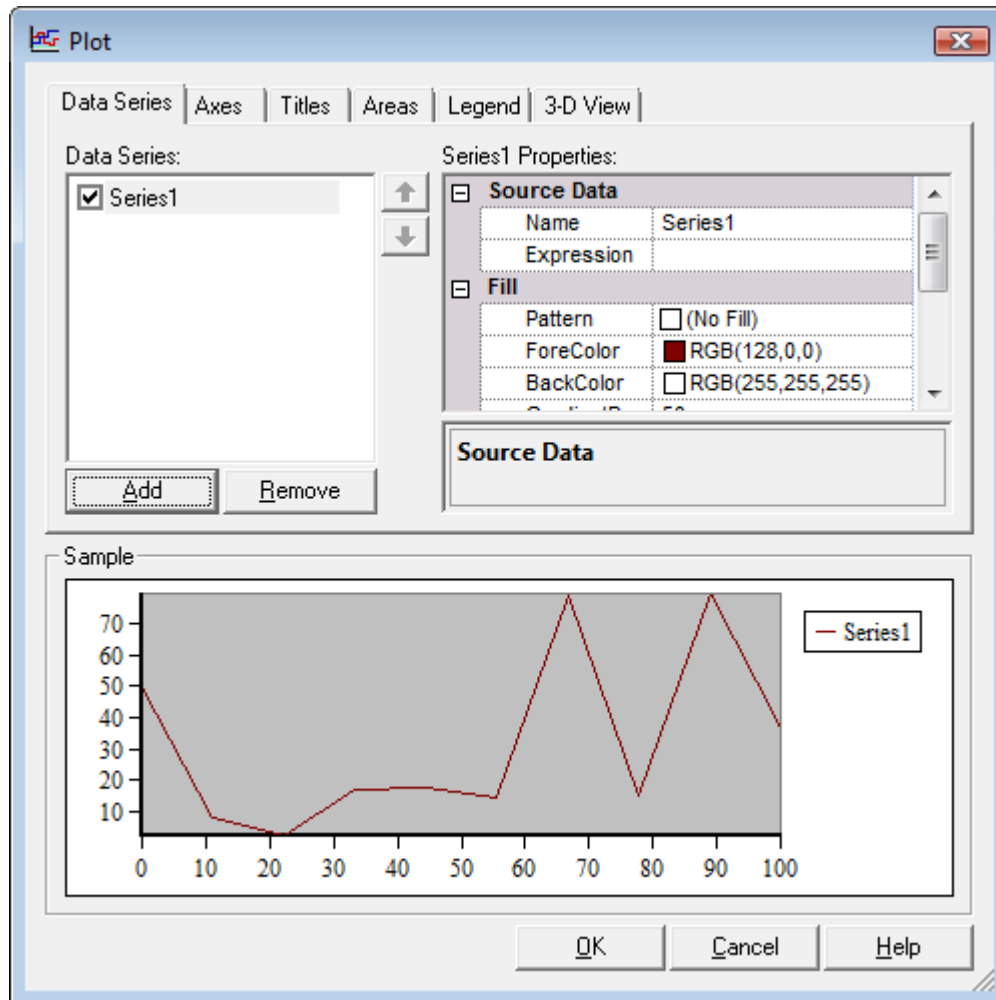 Plot
Data Series Axes Titles Areas Legend 3-D View
Data Series:
Series1
Add Remove
Series1 Properties:
Source Data
Name Series1
Expression
Fill
Pattern (No Fill)
ForeColor RGB(128,0,0)
BackColor RGB(255,255,255)
Source Data
Sample
70
60
50
40
30
20
10
0 10 20 30 40 50 60 70 80 90 100
Series1
OK Cancel Help